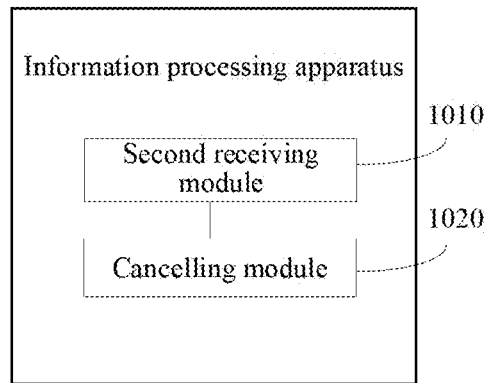 Information processing apparatus
1010
Second receiving
module
1020
Cancelling module